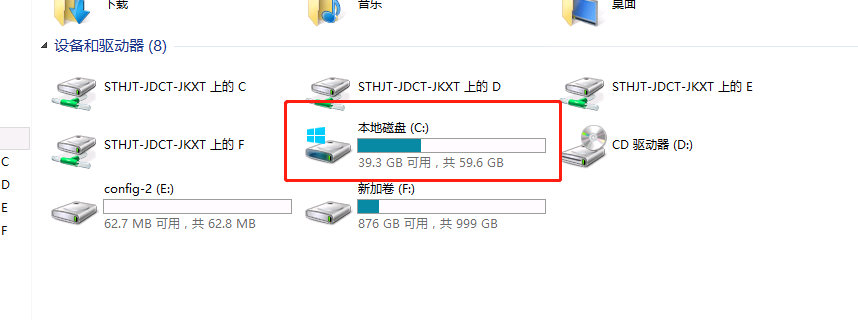 下载
音乐
桌面
设备和驱动器 (8)
STHJT-JDCT-JKXT 上的 C
STHJT-JDCT-JKXT 上的 D
STHJT-JDCT-JKXT 上的 E
STHJT-JDCT-JKXT 上的 F
本地磁盘 (C:)
39.3 GB 可用，共 59.6 GB
CD 驱动器 (D:)
config-2 (E:)
62.7 MB 可用，共 62.8 MB
新加卷 (F:)
876 GB 可用，共 999 GB
C
D
E
F